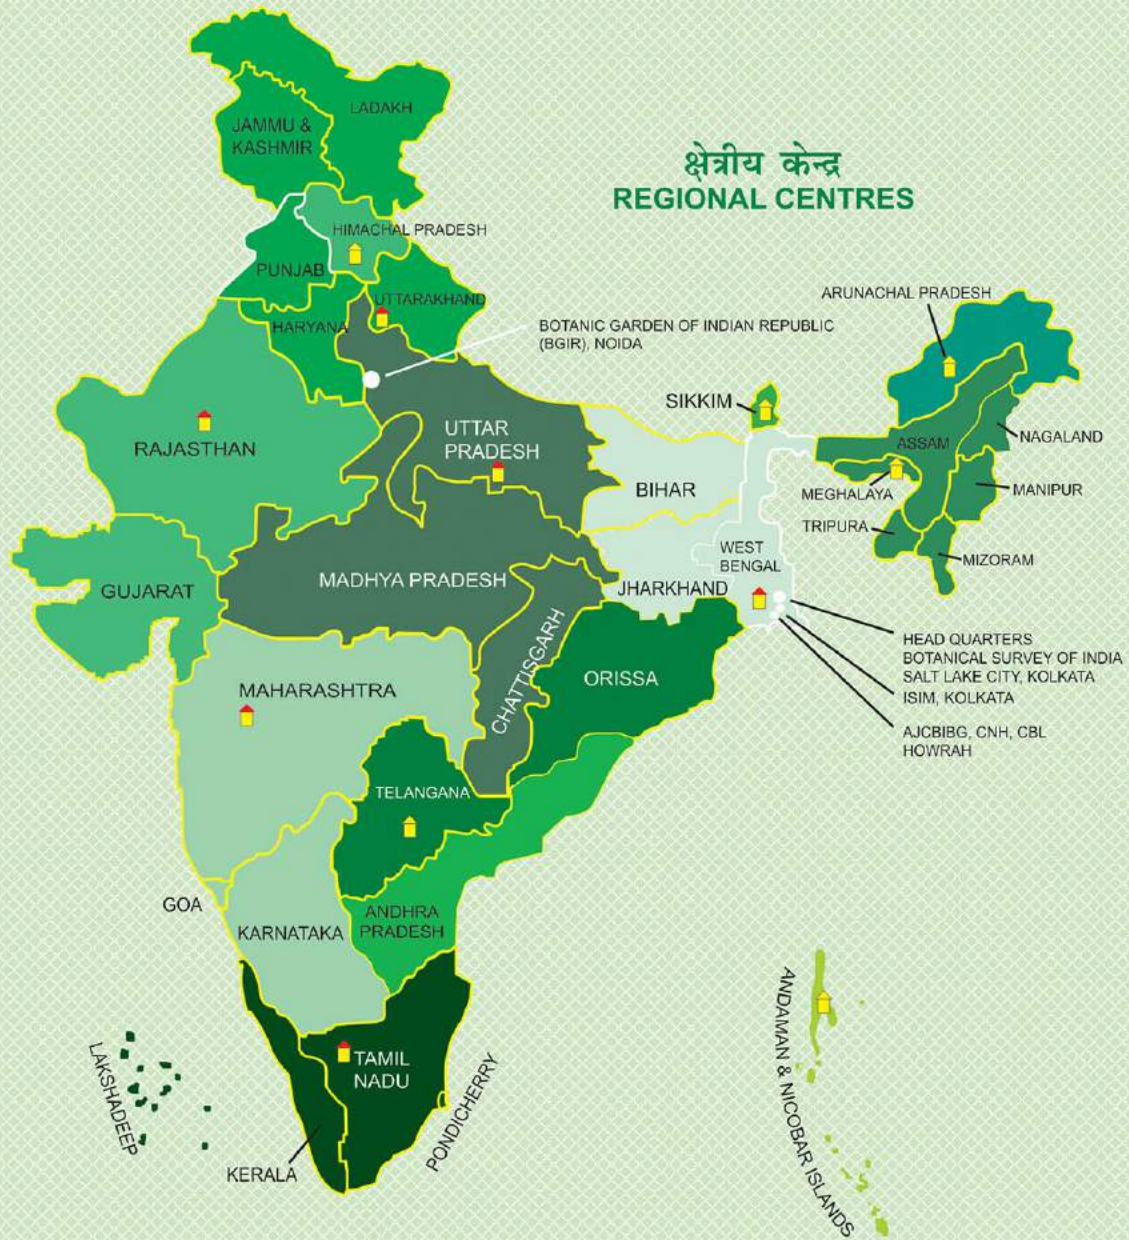 LADAKH
JAMMU &
KASHMIR
क्षेत्रीय केन्द्र
REGIONAL CENTRES
HIMACHAL PRADESH
PUNJAB
UTTARAKHAND
HARYANA
BOTANIC GARDEN OF INDIAN REPUBLIC
(BGIR), NOIDA
ARUNACHAL PRADESH
SIKKIM
RAJASTHAN
UTTAR
PRADESH
BIHAR
ASSAM
NAGALAND
MEGHALAYA
MANIPUR
TRIPURA
MIZORAM
GUJARAT
MADHYA PRADESH
JHARKHAND
WEST
BENGAL
CHATTISGARH
ORISSA
HEAD QUARTERS
BOTANICAL SURVEY OF INDIA
SALT LAKE CITY, KOLKATA
ISIM, KOLKATA
AJCBIBG, CNH, CBL
HOWRAH
MAHARASHTRA
TELANGANA
GOA
KARNATAKA
ANDHRA
PRADESH
LAKSHADEEP
TAMIL
NADU
KERALA
PONDICHERRY
ANDAMAN & NICOBAR ISLANDS